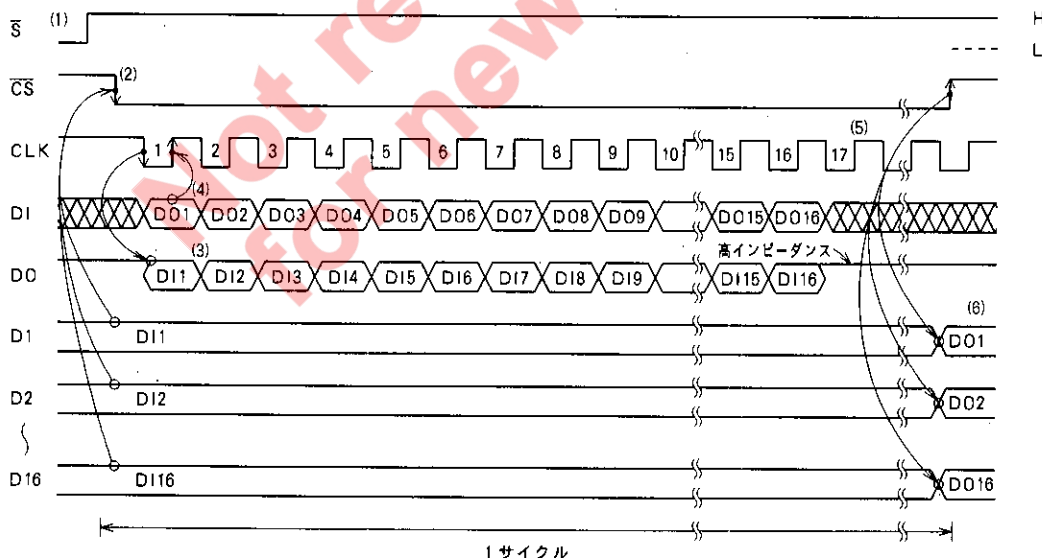 S̅ (1) H
L
C̅S̅ (2)
CLK 1 2 3 4 5 6 7 8 9 10 15 16 17 (5)
(4)
DI DO1 DO2 DO3 DO4 DO5 DO6 DO7 DO8 DO9 DO15 DO16
(3) 高インピーダンス
DO DI1 DI2 DI3 DI4 DI5 DI6 DI7 DI8 DI9 DI15 DI16
(6)
D1 DI1 DO1
D2 DI2 DO2
D16 DI16 DO16
1サイクル
Not re
for new